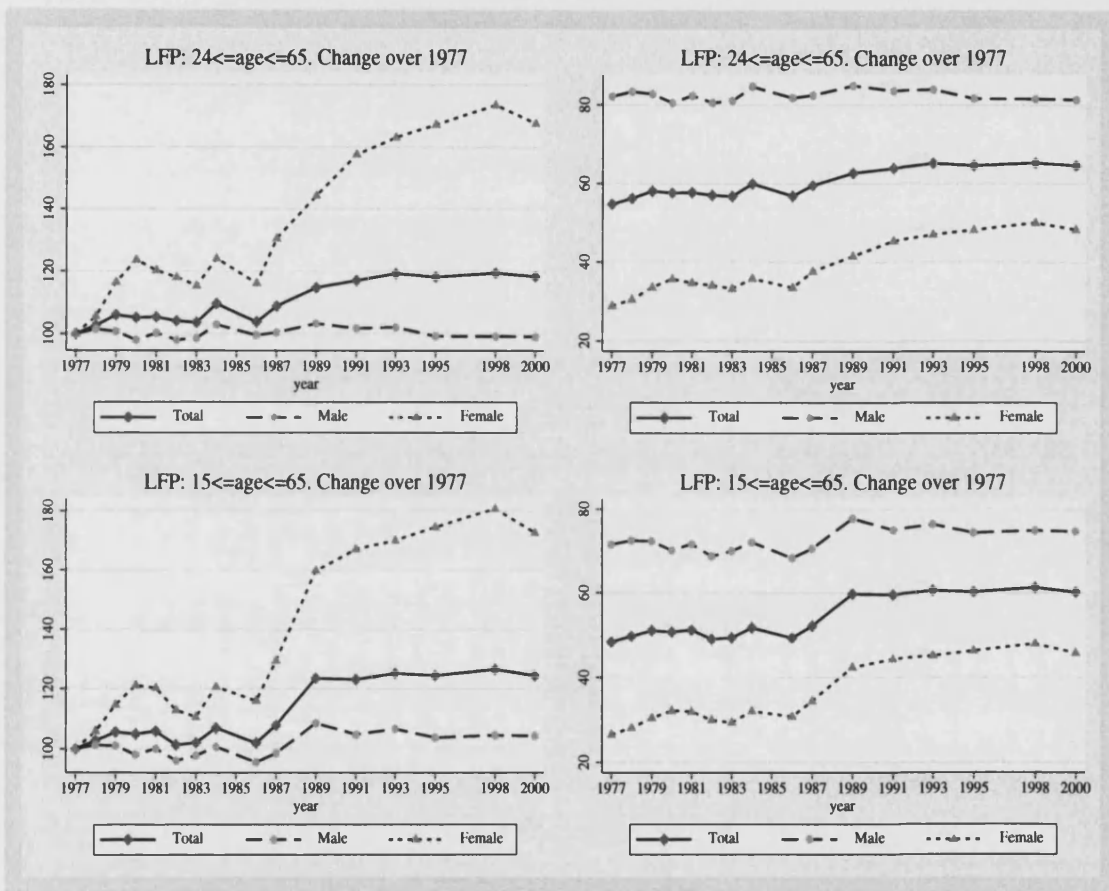 LFP: 24<=age<=65. Change over 1977
180
160
140
120
100
1977 1979 1981 1983 1985 1987 1989 1991 1993 1995 1998 2000
year
Total Male Female
LFP: 24<=age<=65. Change over 1977
80
60
40
20
1977 1979 1981 1983 1985 1987 1989 1991 1993 1995 1998 2000
year
Total Male Female
LFP: 15<=age<=65. Change over 1977
180
160
140
120
100
1977 1979 1981 1983 1985 1987 1989 1991 1993 1995 1998 2000
year
Total Male Female
LFP: 15<=age<=65. Change over 1977
80
60
40
20
1977 1979 1981 1983 1985 1987 1989 1991 1993 1995 1998 2000
year
Total Male Female